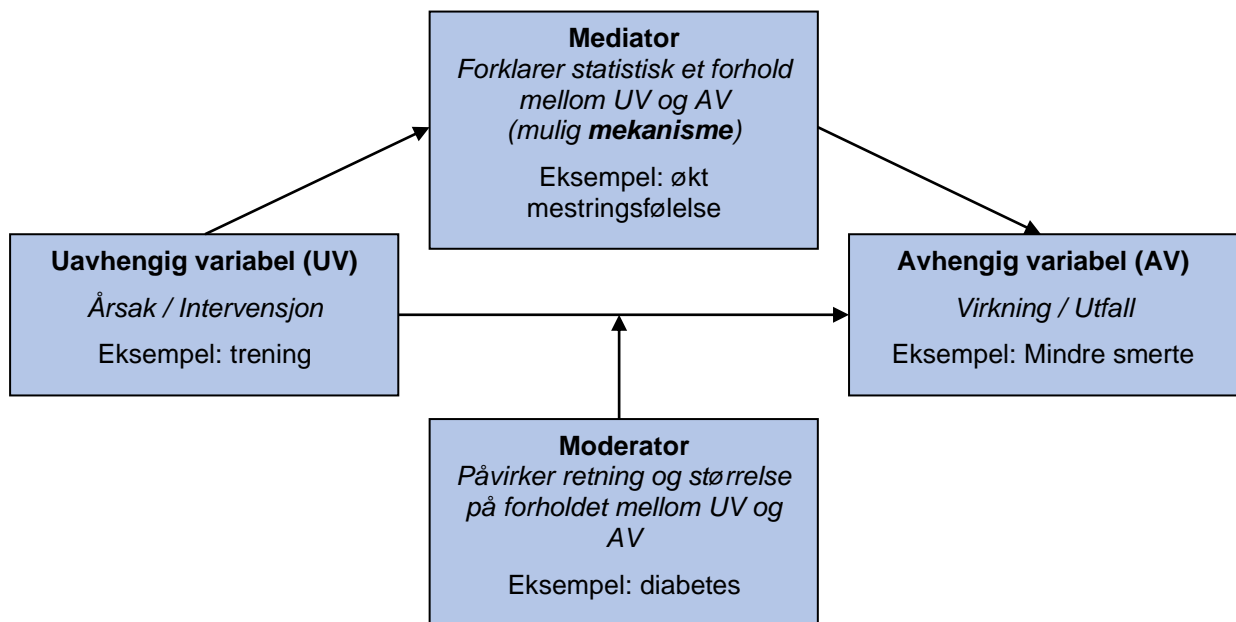 Mediator
Forklarer statistisk et forhold
mellom UV og AV
(mulig mekanisme)
Eksempel: økt
mestringsfølelse
Uavhengig variabel (UV)
Årsak / Intervensjon
Eksempel: trening
Avhengig variabel (AV)
Virkning / Utfall
Eksempel: Mindre smerte
Moderator
Påvirker retning og størrelse
på forholdet mellom UV og
AV
Eksempel: diabetes